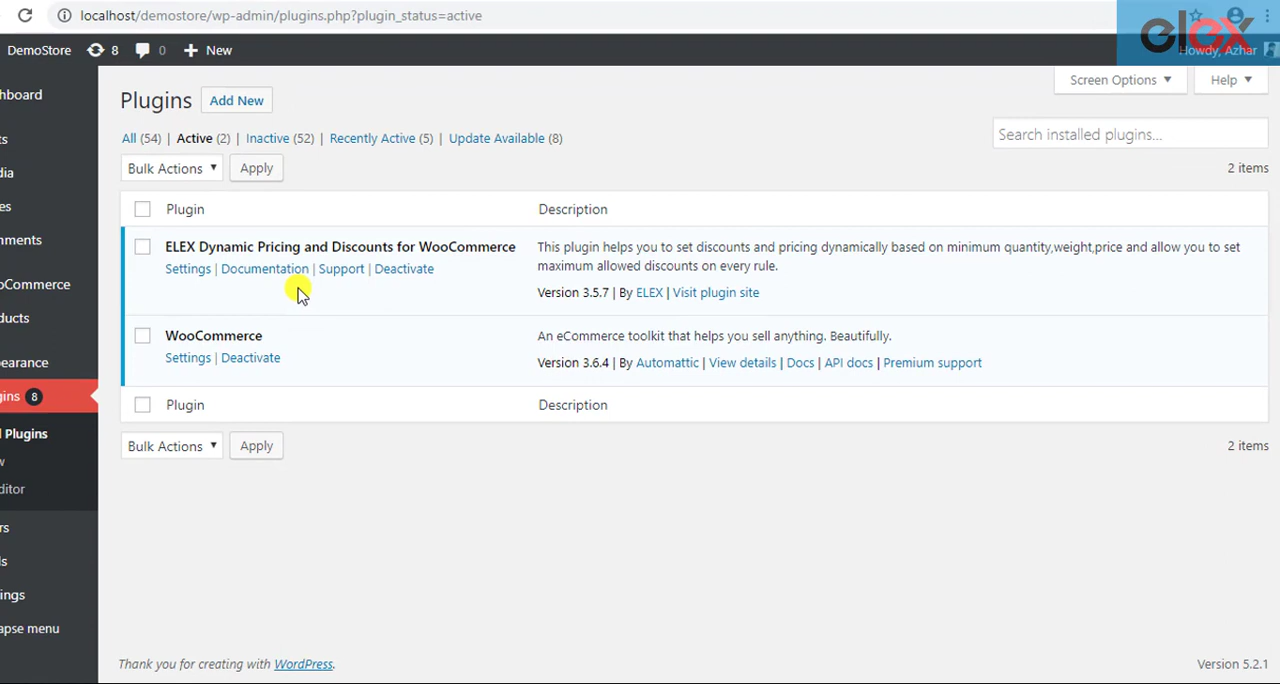 localhost/demostore/wp-admin/plugins.php?plugin_status=active
elex
DemoStore 8 0 New Howdy, Azhar
Screen Options Help
Plugins Add New
All (54) | Active (2) | Inactive (52) | Recently Active (5) | Update Available (8)
Search installed plugins...
Bulk Actions Apply 2 items
Plugin Description
ELEX Dynamic Pricing and Discounts for WooCommerce
Settings | Documentation | Support | Deactivate
This plugin helps you to set discounts and pricing dynamically based on minimum quantity,weight,price and allow you to set
maximum allowed discounts on every rule.
Version 3.5.7 | By ELEX | Visit plugin site
WooCommerce
Settings | Deactivate
An eCommerce toolkit that helps you sell anything. Beautifully.
Version 3.6.4 | By Automattic | View details | Docs | API docs | Premium support
Plugin Description
Bulk Actions Apply 2 items
hboard
ts
dia
es
mments
oCommerce
ducts
pearance
gins 8
l Plugins
w
ditor
rs
ls
ings
apse menu
Thank you for creating with WordPress.
Version 5.2.1